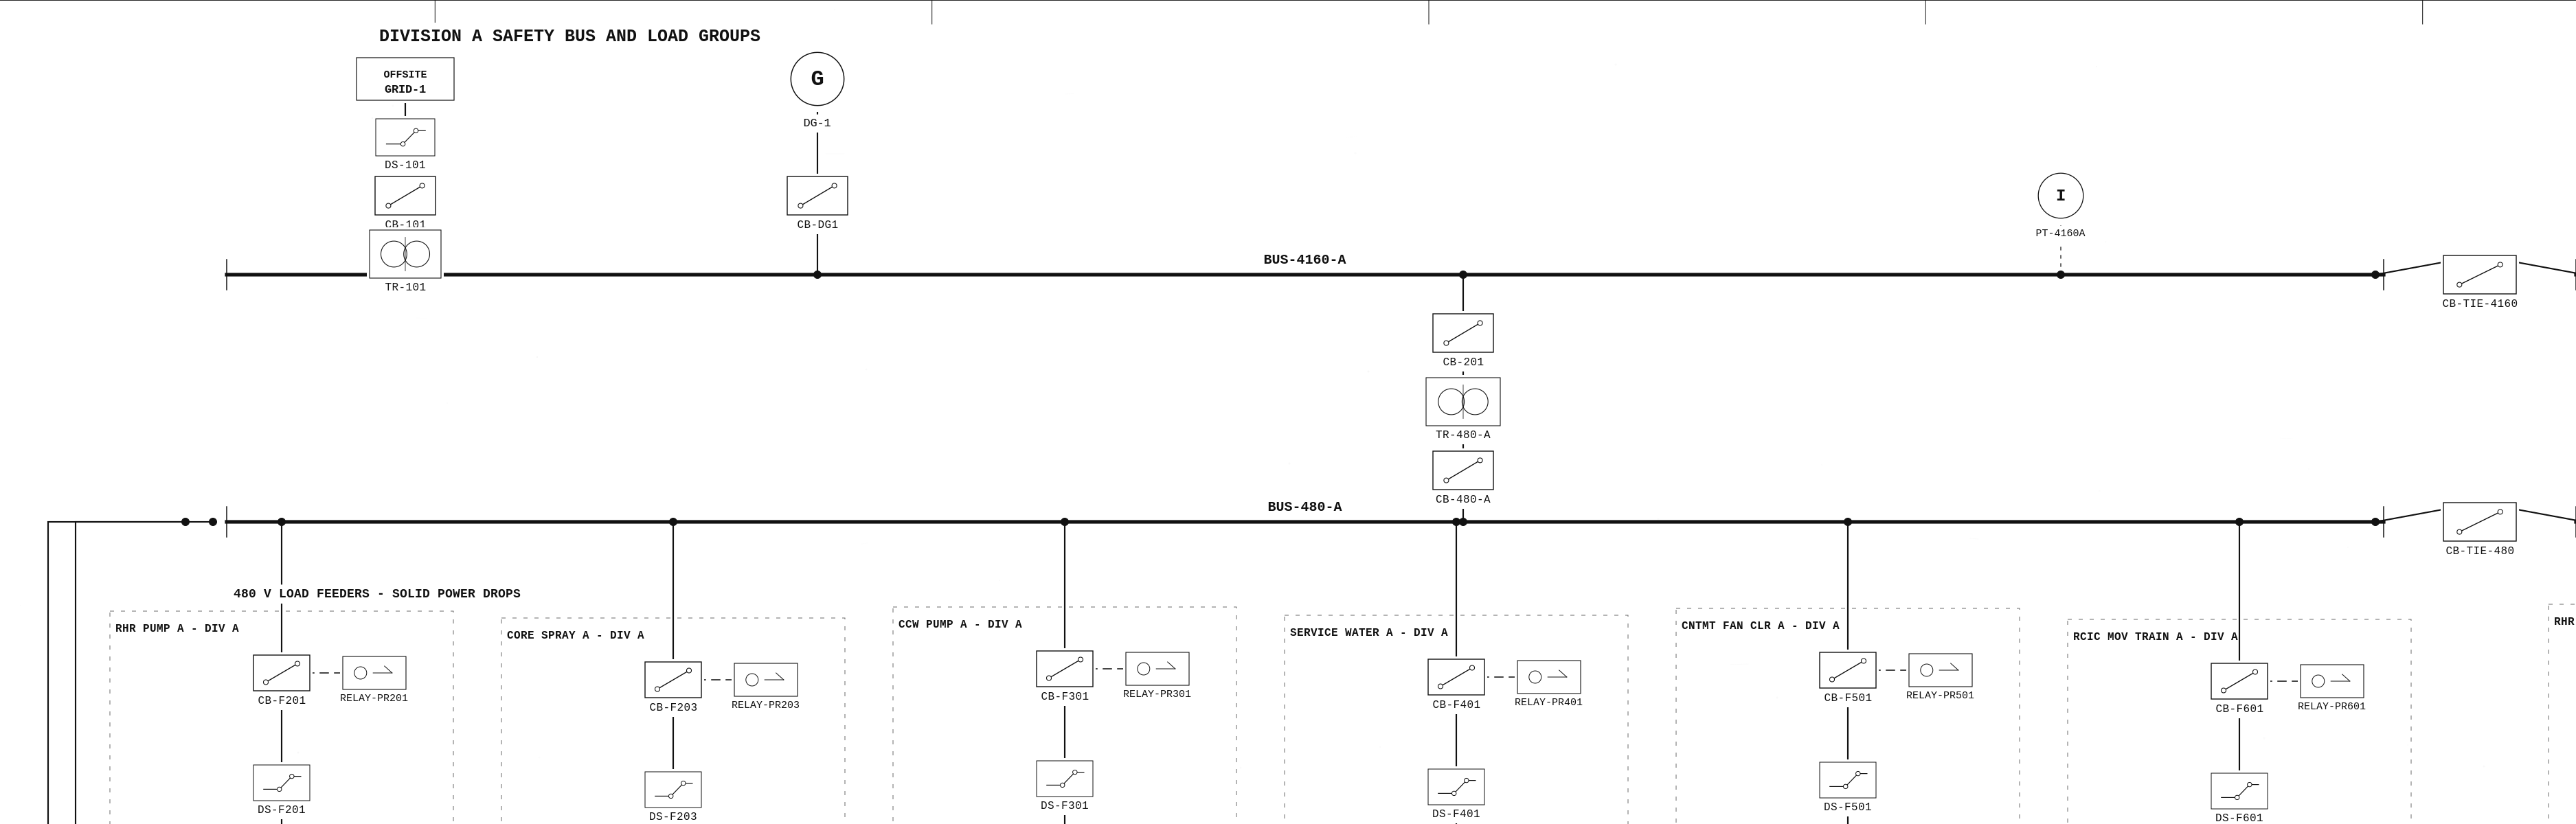 DIVISION A SAFETY BUS AND LOAD GROUPS
OFFSITE
GRID-1
G
DG-1
DS-101
I
CB-101
CB-DG1
PT-4160A
BUS-4160-A
TR-101
CB-TIE-4160
CB-201
TR-480-A
CB-480-A
BUS-480-A
CB-TIE-480
480 V LOAD FEEDERS - SOLID POWER DROPS
RHR PUMP A - DIV A
CORE SPRAY A - DIV A
CCW PUMP A - DIV A
SERVICE WATER A - DIV A
CNTMT FAN CLR A - DIV A
RCIC MOV TRAIN A - DIV A
RHR
CB-F201
RELAY-PR201
CB-F203
RELAY-PR203
CB-F301
RELAY-PR301
CB-F401
RELAY-PR401
CB-F501
RELAY-PR501
CB-F601
RELAY-PR601
DS-F201
DS-F203
DS-F301
DS-F401
DS-F501
DS-F601